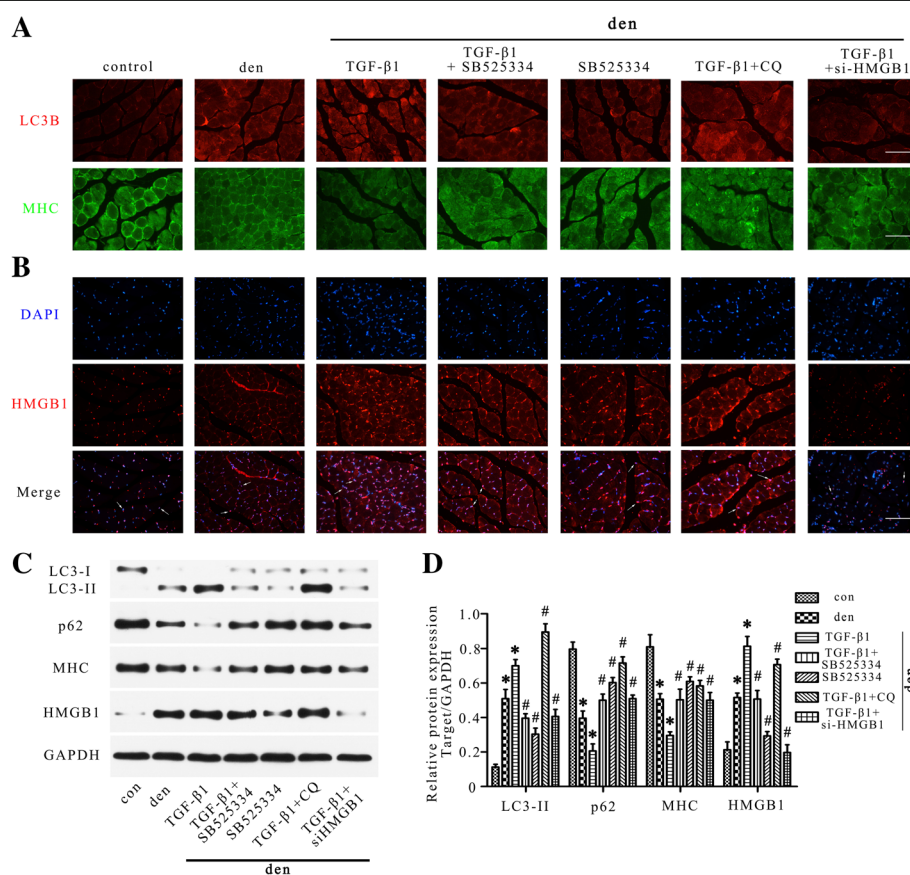 A
den
control
den
TGF-β1
TGF-β1
+ SB525334
SB525334
TGF-β1+CQ
TGF-β1
+si-HMGB1
LC3B
MHC
B
DAPI
HMGB1
Merge
C
LC3-I
LC3-II
p62
MHC
HMGB1
GAPDH
con
den
TGF-β1
TGF-β1+
SB525334
SB525334
TGF-β1+CQ
TGF-β1+
siHMGB1
den
D
Relative protein expression
Target/GAPDH
1.0
0.8
0.6
0.4
0.2
0
* * # # # #
* * # # # #
* * # # # #
* * # # # #
LC3-II
p62
MHC
HMGB1
con
den
TGF-β1
TGF-β1+
SB525334
SB525334
TGF-β1+CQ
TGF-β1+
si-HMGB1
den